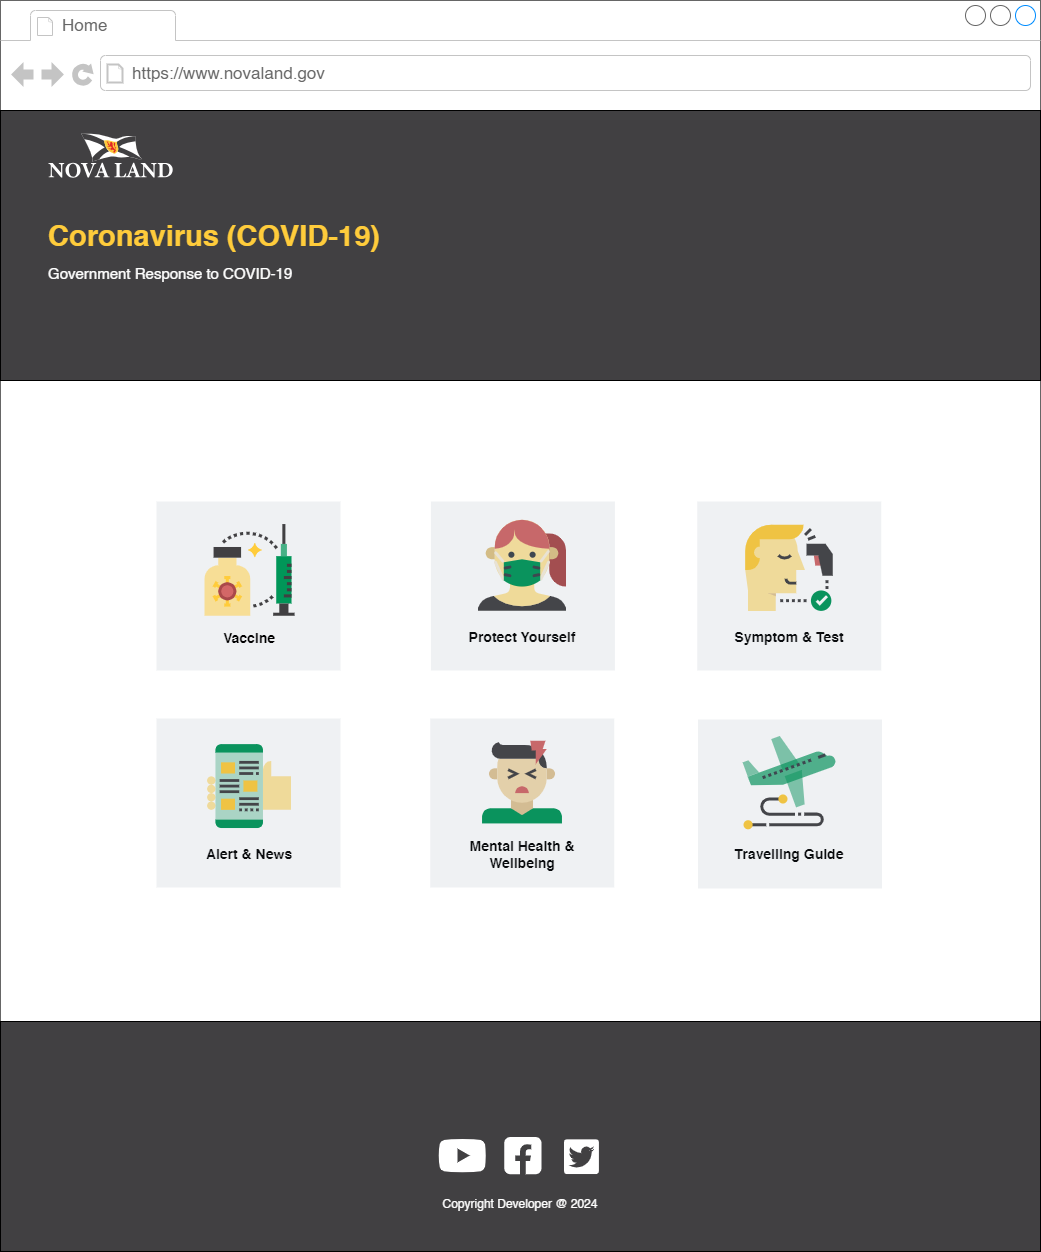 Home
https://www.novaland.gov
NOVA LAND
Coronavirus (COVID-19)
Government Response to COVID-19
Vaccine
Protect Yourself
Symptom & Test
Alert & News
Mental Health &
Wellbeing
Travelling Guide
Copyright Developer @ 2024